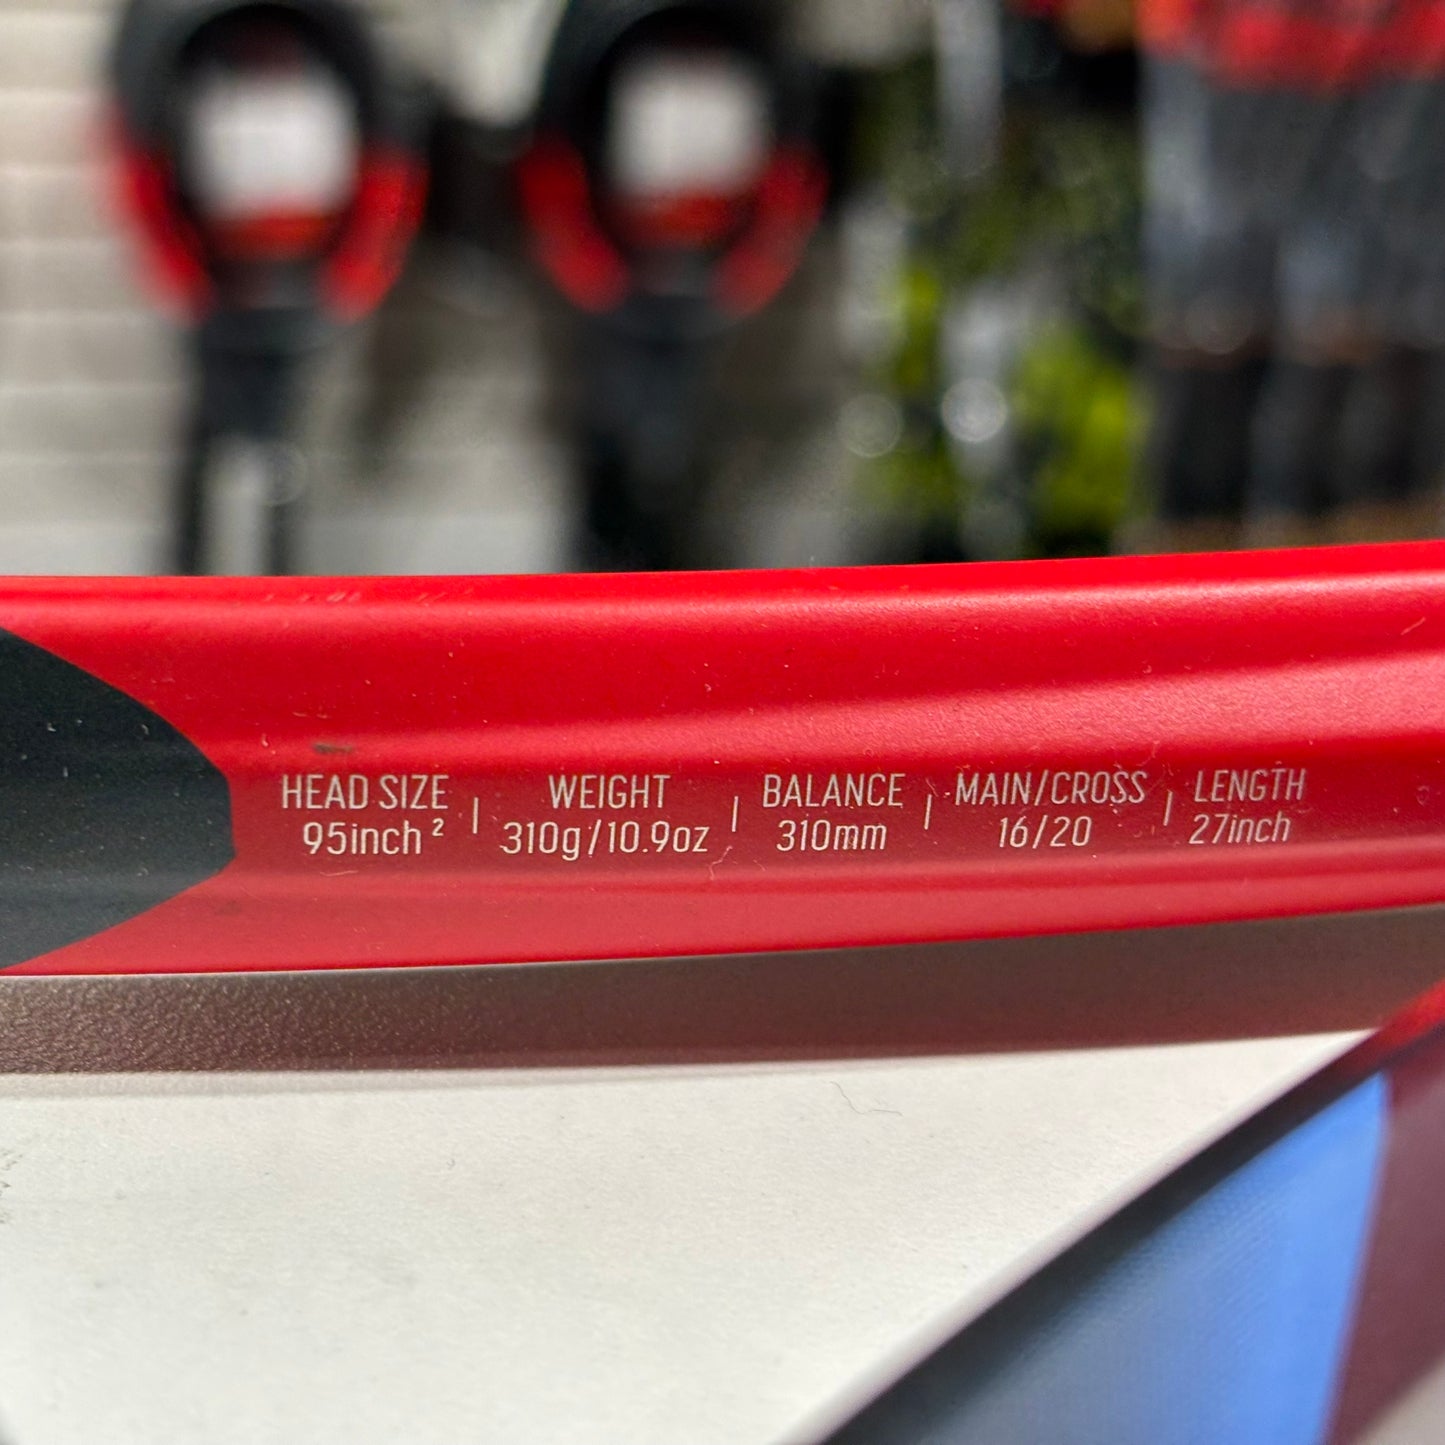 HEAD SIZE | WEIGHT | BALANCE | MAIN/CROSS | LENGTH
95inch² | 310g/10.9oz | 310mm | 16/20 | 27inch